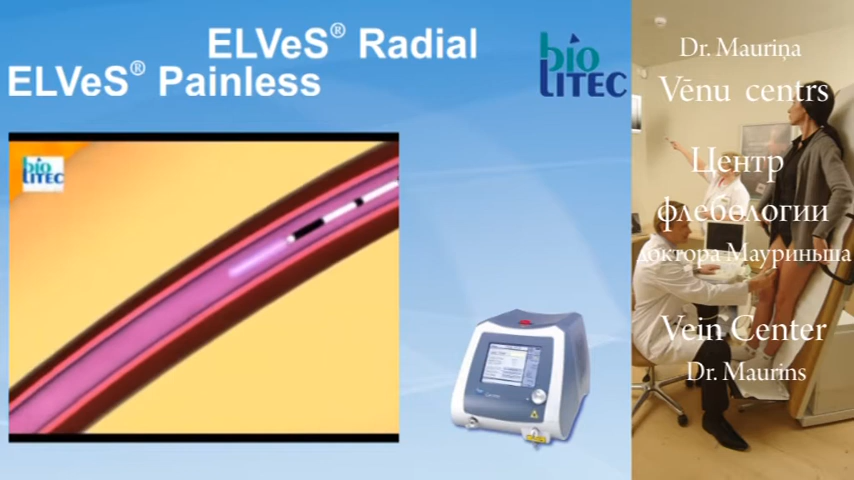 ELVeS® Radial
ELVeS® Painless
bio
LITEC
bio
LITEC
Dr. Mauriņa
Vēnu centrs
Центр
флебологии
доктора Мауриньша
Vein Center
Dr. Maurins